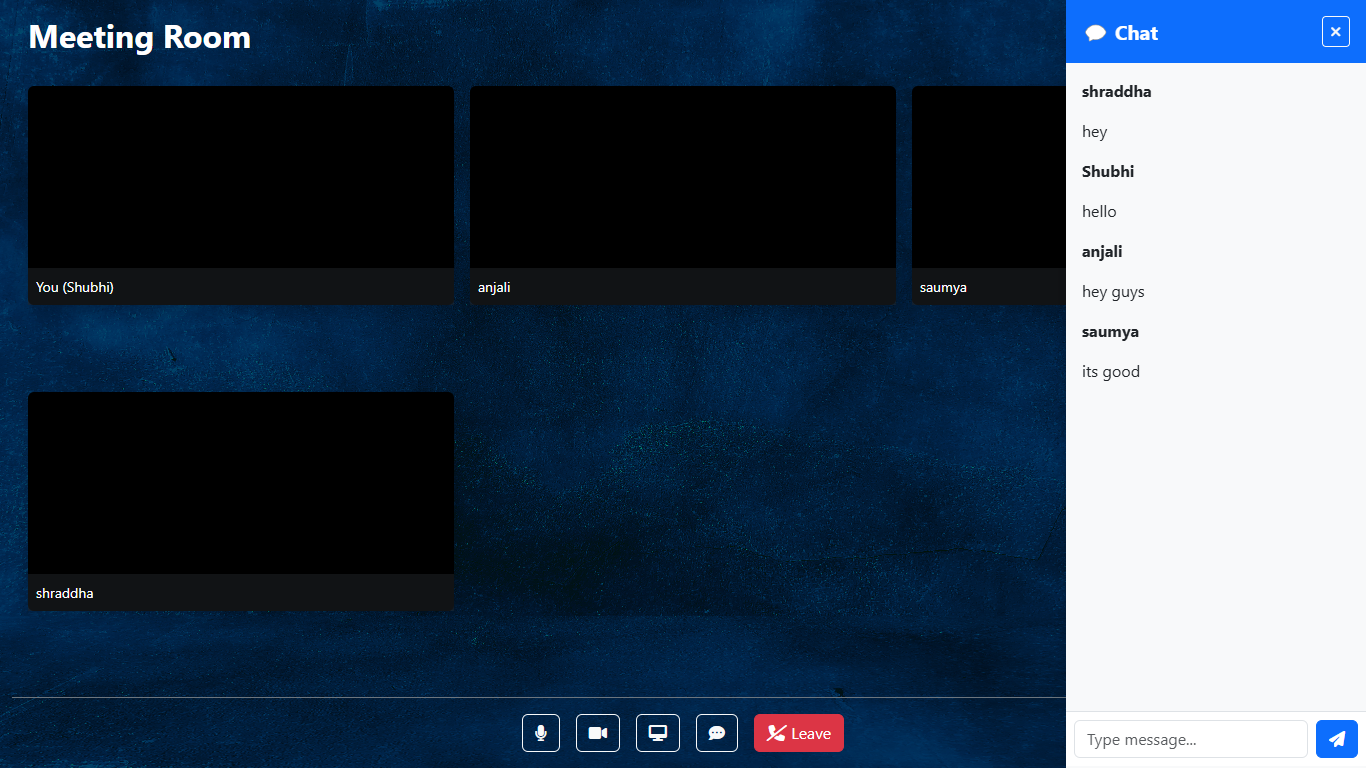 Meeting Room
You (Shubhi)
anjali
saumya
shraddha
Leave
Chat
shraddha
hey
Shubhi
hello
anjali
hey guys
saumya
its good
Type message...